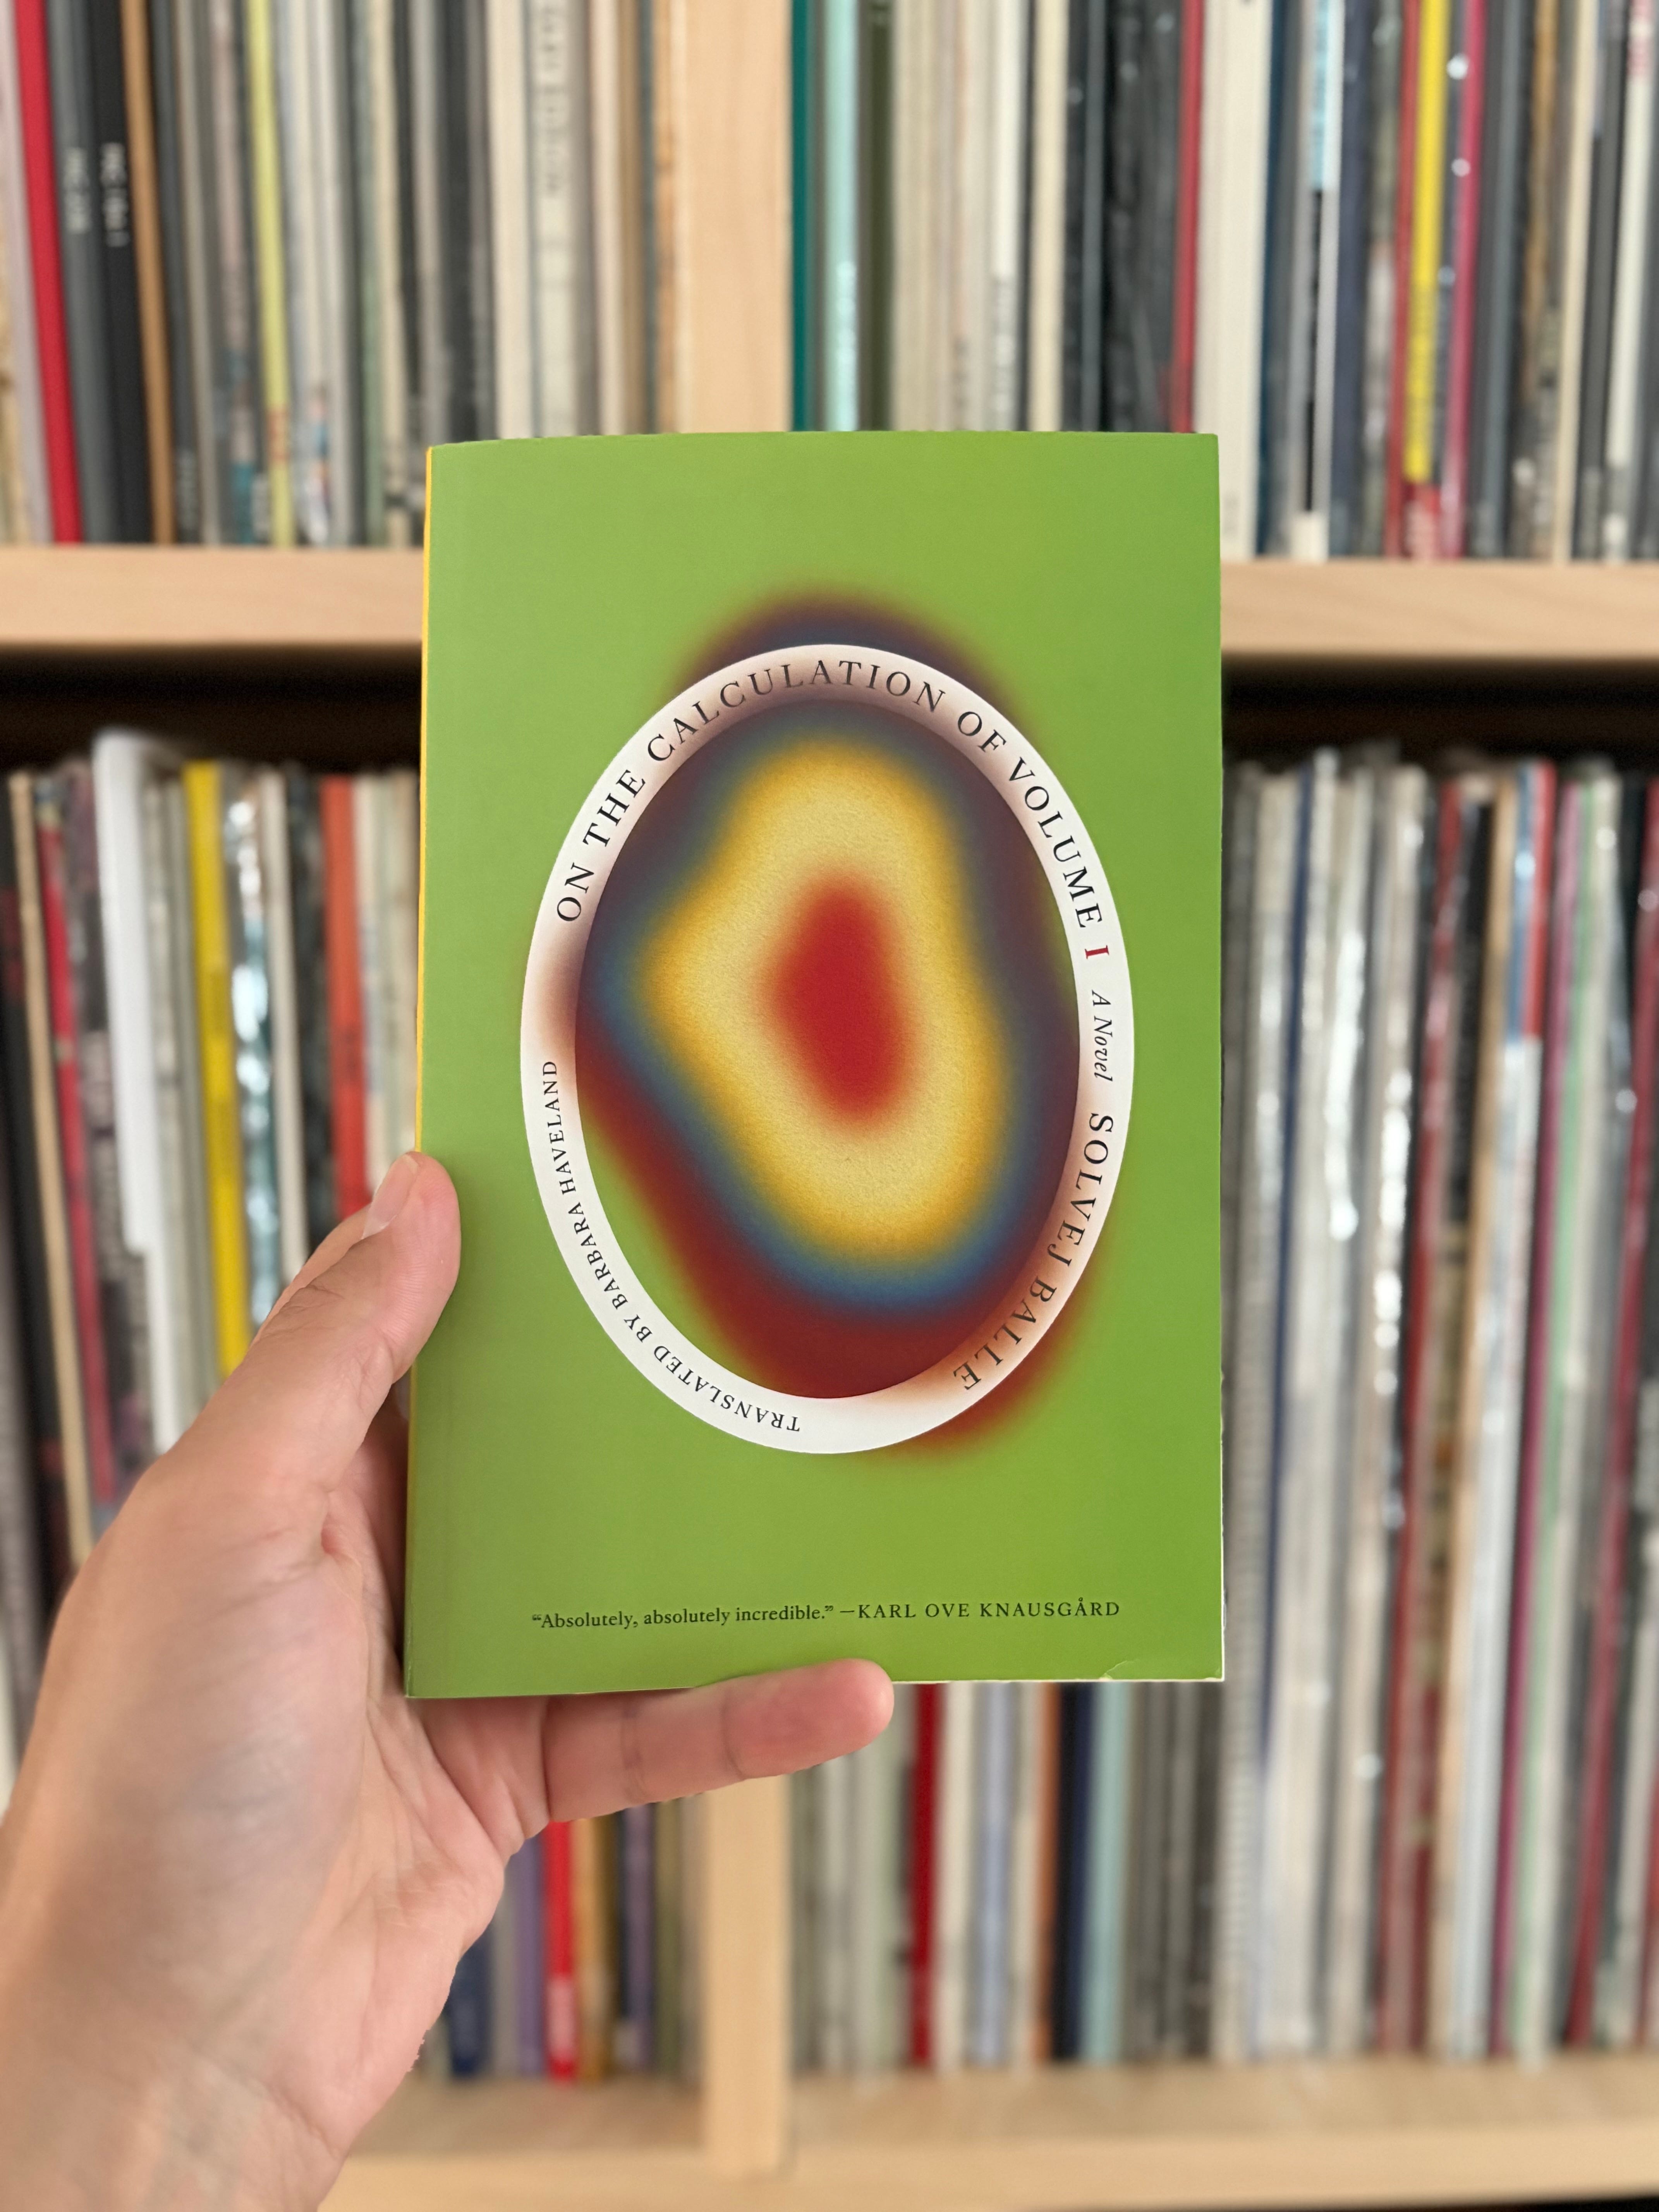 ON THE CALCULATION OF VOLUME I
A Novel
SOLVEJ BALLE
TRANSLATED BY BARBARA HAVELAND
“Absolutely, absolutely incredible.” —KARL OVE KNAUSGÅRD